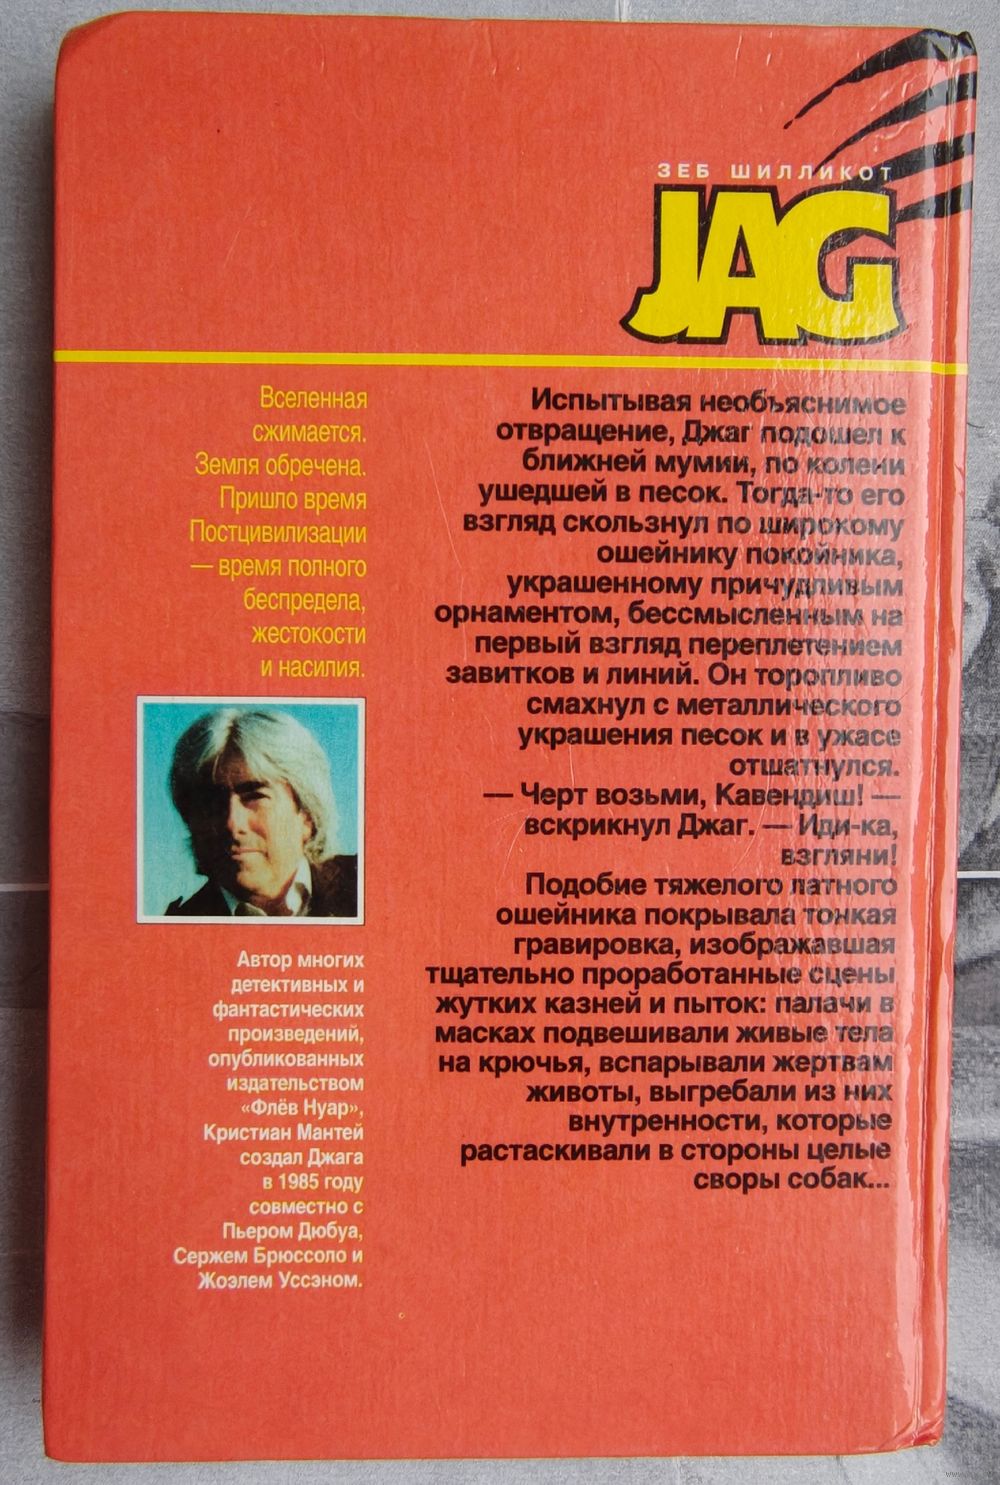 ЗЕБ ШИЛЛИКОТ
JAG
Вселенная
сжимается.
Земля обречена.
Пришло время
Постцивилизации
— время полного
беспредела,
жестокости
и насилия.
Автор многих
детективных и
фантастических
произведений,
опубликованных
издательством
«Флёв Нуар»,
Кристиан Мантей
создал Джага
в 1985 году
совместно с
Пьером Дюбуа,
Сержем Брюссоло и
Жоэлем Уссэном.
Испытывая необъяснимое
отвращение, Джаг подошел к
ближней мумии, по колени
ушедшей в песок. Тогда-то его
взгляд скользнул по широкому
ошейнику покойника,
украшенному причудливым
орнаментом, бессмысленным на
первый взгляд переплетением
завитков и линий. Он торопливо
смахнул с металлического
украшения песок и в ужасе
отшатнулся.
— Черт возьми, Кавендиш! —
вскрикнул Джаг. — Иди-ка,
взгляни!
Подобие тяжелого латного
ошейника покрывала тонкая
гравировка, изображавшая
тщательно проработанные сцены
жутких казней и пыток: палачи в
масках подвешивали живые тела
на крючья, вспарывали жертвам
животы, выгребали из них
внутренности, которые
растаскивали в стороны целые
своры собак...